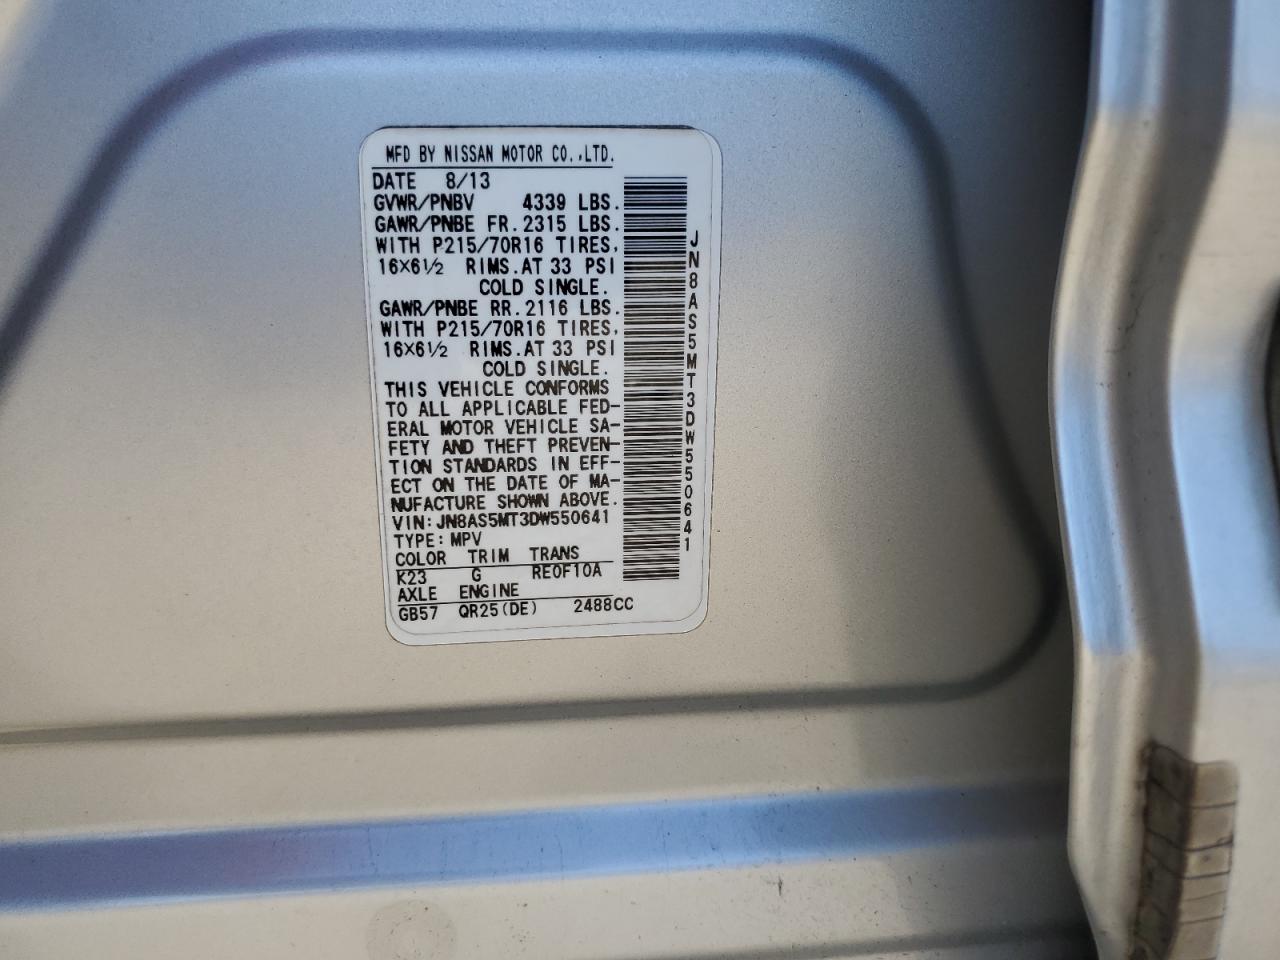 MFD BY NISSAN MOTOR CO.,LTD.
DATE 8/13
GVWR/PNBV 4339 LBS.
GAWR/PNBE FR. 2315 LBS.
WITH P215/70R16 TIRES,
16×6½ RIMS.AT 33 PSI
COLD SINGLE.
GAWR/PNBE RR. 2116 LBS.
WITH P215/70R16 TIRES,
16×6½ RIMS.AT 33 PSI
COLD SINGLE.
THIS VEHICLE CONFORMS
TO ALL APPLICABLE FED-
ERAL MOTOR VEHICLE SA-
FETY AND THEFT PREVEN-
TION STANDARDS IN EFF-
ECT ON THE DATE OF MA-
NUFACTURE SHOWN ABOVE.
VIN: JN8AS5MT3DW550641
TYPE: MPV
COLOR TRIM TRANS
K23 G RE0F10A
AXLE ENGINE
GB57 QR25(DE) 2488CC
JN8AS5MT3DW550641